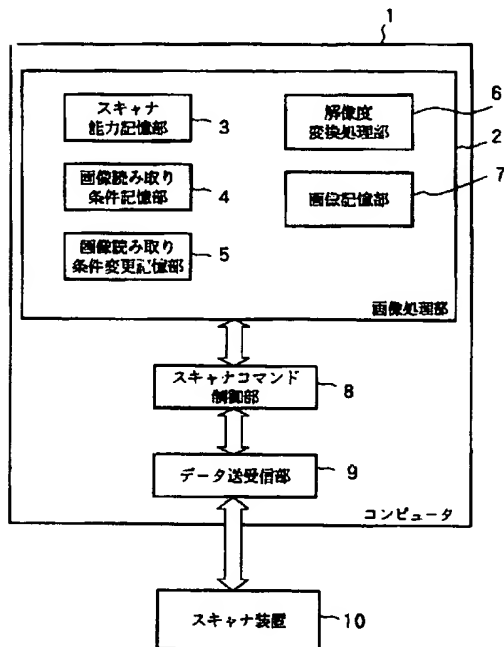 1
スキャナ
能力記憶部
3
解像度
変換処理部
6
2
画像読み取り
条件記憶部
4
画像記憶部
7
画像読み取り
条件変更記憶部
5
画像処理部
スキャナコマンド
制御部
8
データ送受信部
9
コンピュータ
スキャナ装置
10